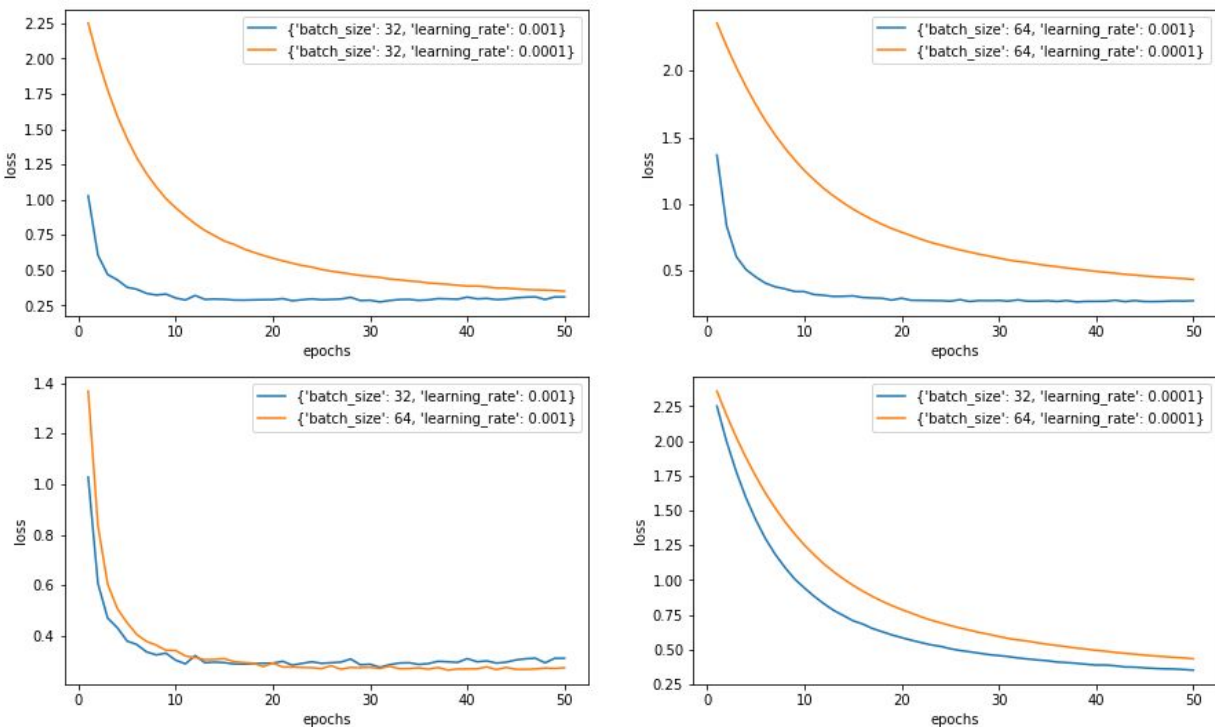 2.25
2.00
1.75
1.50
1.25
1.00
0.75
0.50
0.25
loss
0 10 20 30 40 50
epochs
{'batch_size': 32, 'learning_rate': 0.001}
{'batch_size': 32, 'learning_rate': 0.0001}
2.0
1.5
1.0
0.5
loss
0 10 20 30 40 50
epochs
{'batch_size': 64, 'learning_rate': 0.001}
{'batch_size': 64, 'learning_rate': 0.0001}
1.4
1.2
1.0
0.8
0.6
0.4
loss
0 10 20 30 40 50
epochs
{'batch_size': 32, 'learning_rate': 0.001}
{'batch_size': 64, 'learning_rate': 0.001}
2.25
2.00
1.75
1.50
1.25
1.00
0.75
0.50
0.25
loss
0 10 20 30 40 50
epochs
{'batch_size': 32, 'learning_rate': 0.0001}
{'batch_size': 64, 'learning_rate': 0.0001}